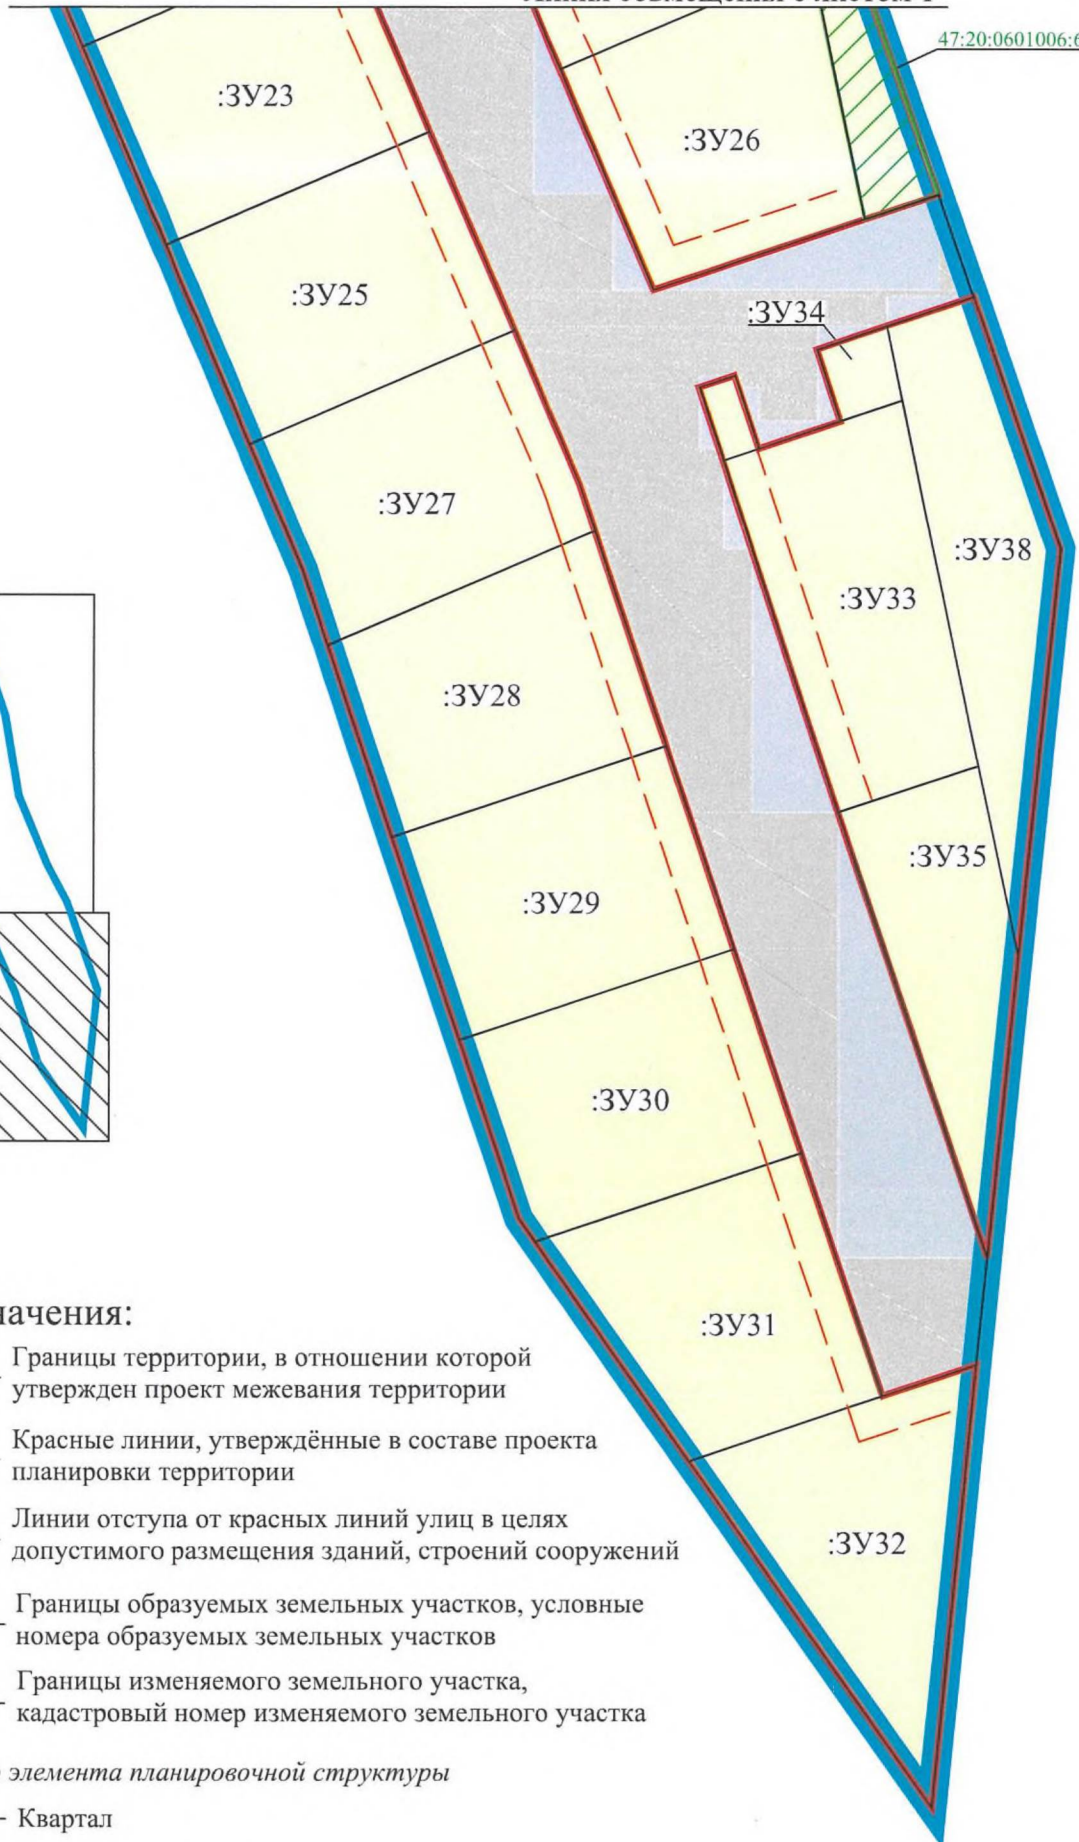 47:20:0601006:6
:ЗУ23
:ЗУ26
:ЗУ25
:ЗУ34
:ЗУ27
:ЗУ38
:ЗУ33
:ЗУ28
:ЗУ35
:ЗУ29
:ЗУ30
:ЗУ31
:ЗУ32
начения:
Границы территории, в отношении которой
утвержден проект межевания территории
Красные линии, утверждённые в составе проекта
планировки территории
Линии отступа от красных линий улиц в целях
допустимого размещения зданий, строений сооружений
Границы образуемых земельных участков, условные
номера образуемых земельных участков
Границы изменяемого земельного участка,
кадастровый номер изменяемого земельного участка
элемента планировочной структуры
Квартал